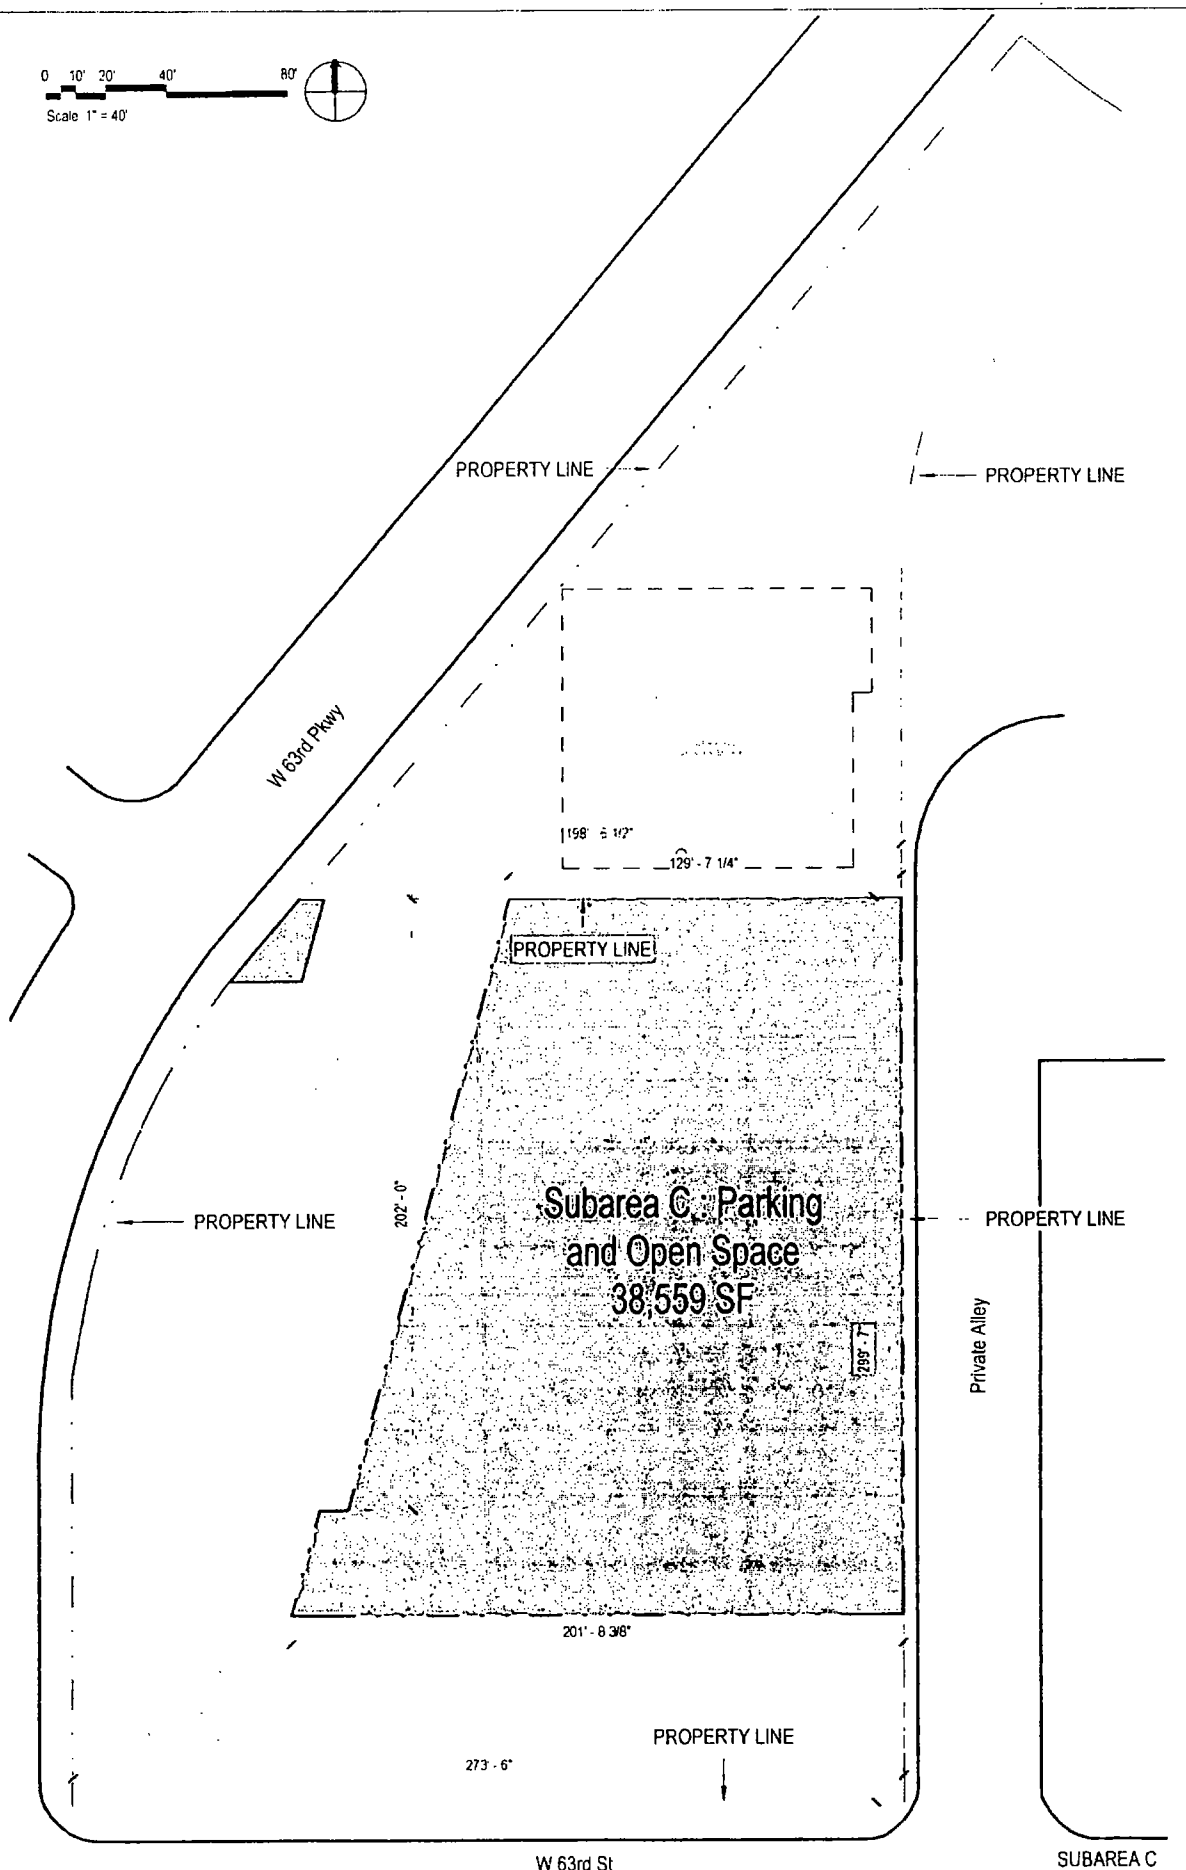 0 10' 20' 40' 80'
Scale 1" = 40'
PROPERTY LINE
PROPERTY LINE
W 63rd Pkwy
198' - 6 1/2"
129' - 7 1/4"
PROPERTY LINE
202' - 0"
PROPERTY LINE
Subarea C : Parking
and Open Space
38,559 SF
PROPERTY LINE
299' - 7"
Private Alley
201' - 8 3/8"
PROPERTY LINE
273' - 6"
W 63rd St
SUBAREA C